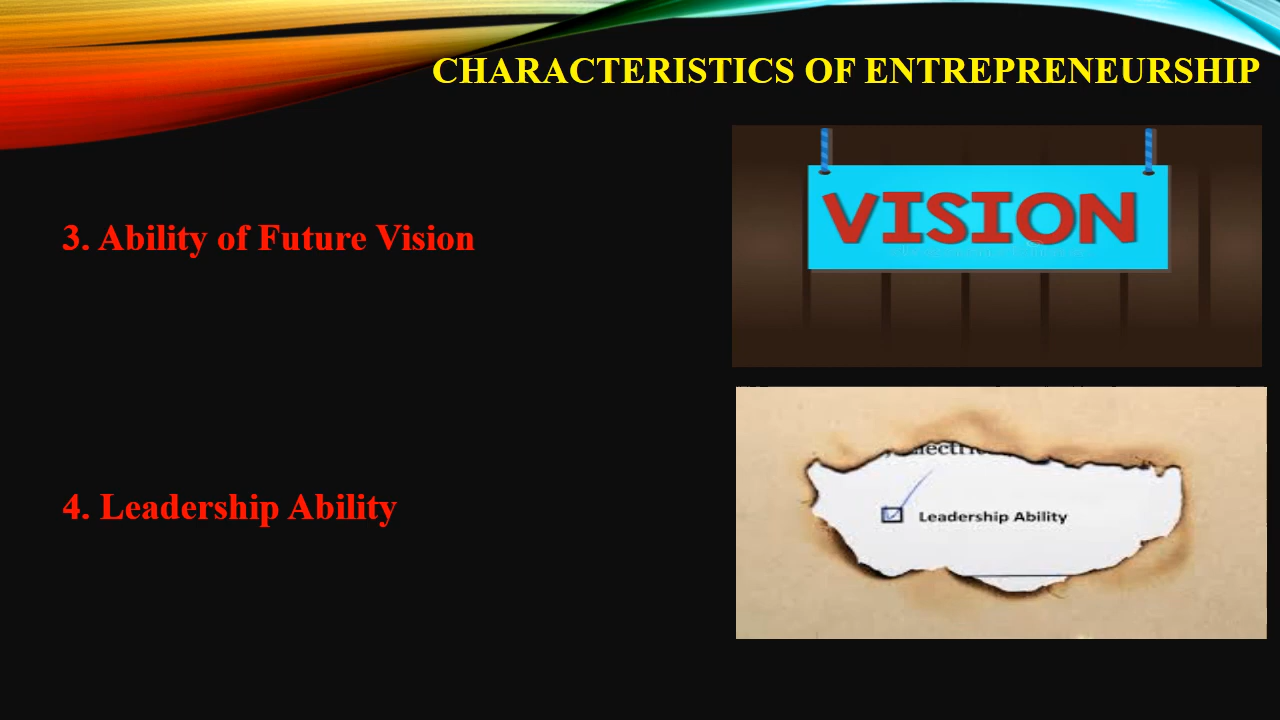 CHARACTERISTICS OF ENTREPRENEURSHIP
VISION
3. Ability of Future Vision
4. Leadership Ability
Leadership Ability